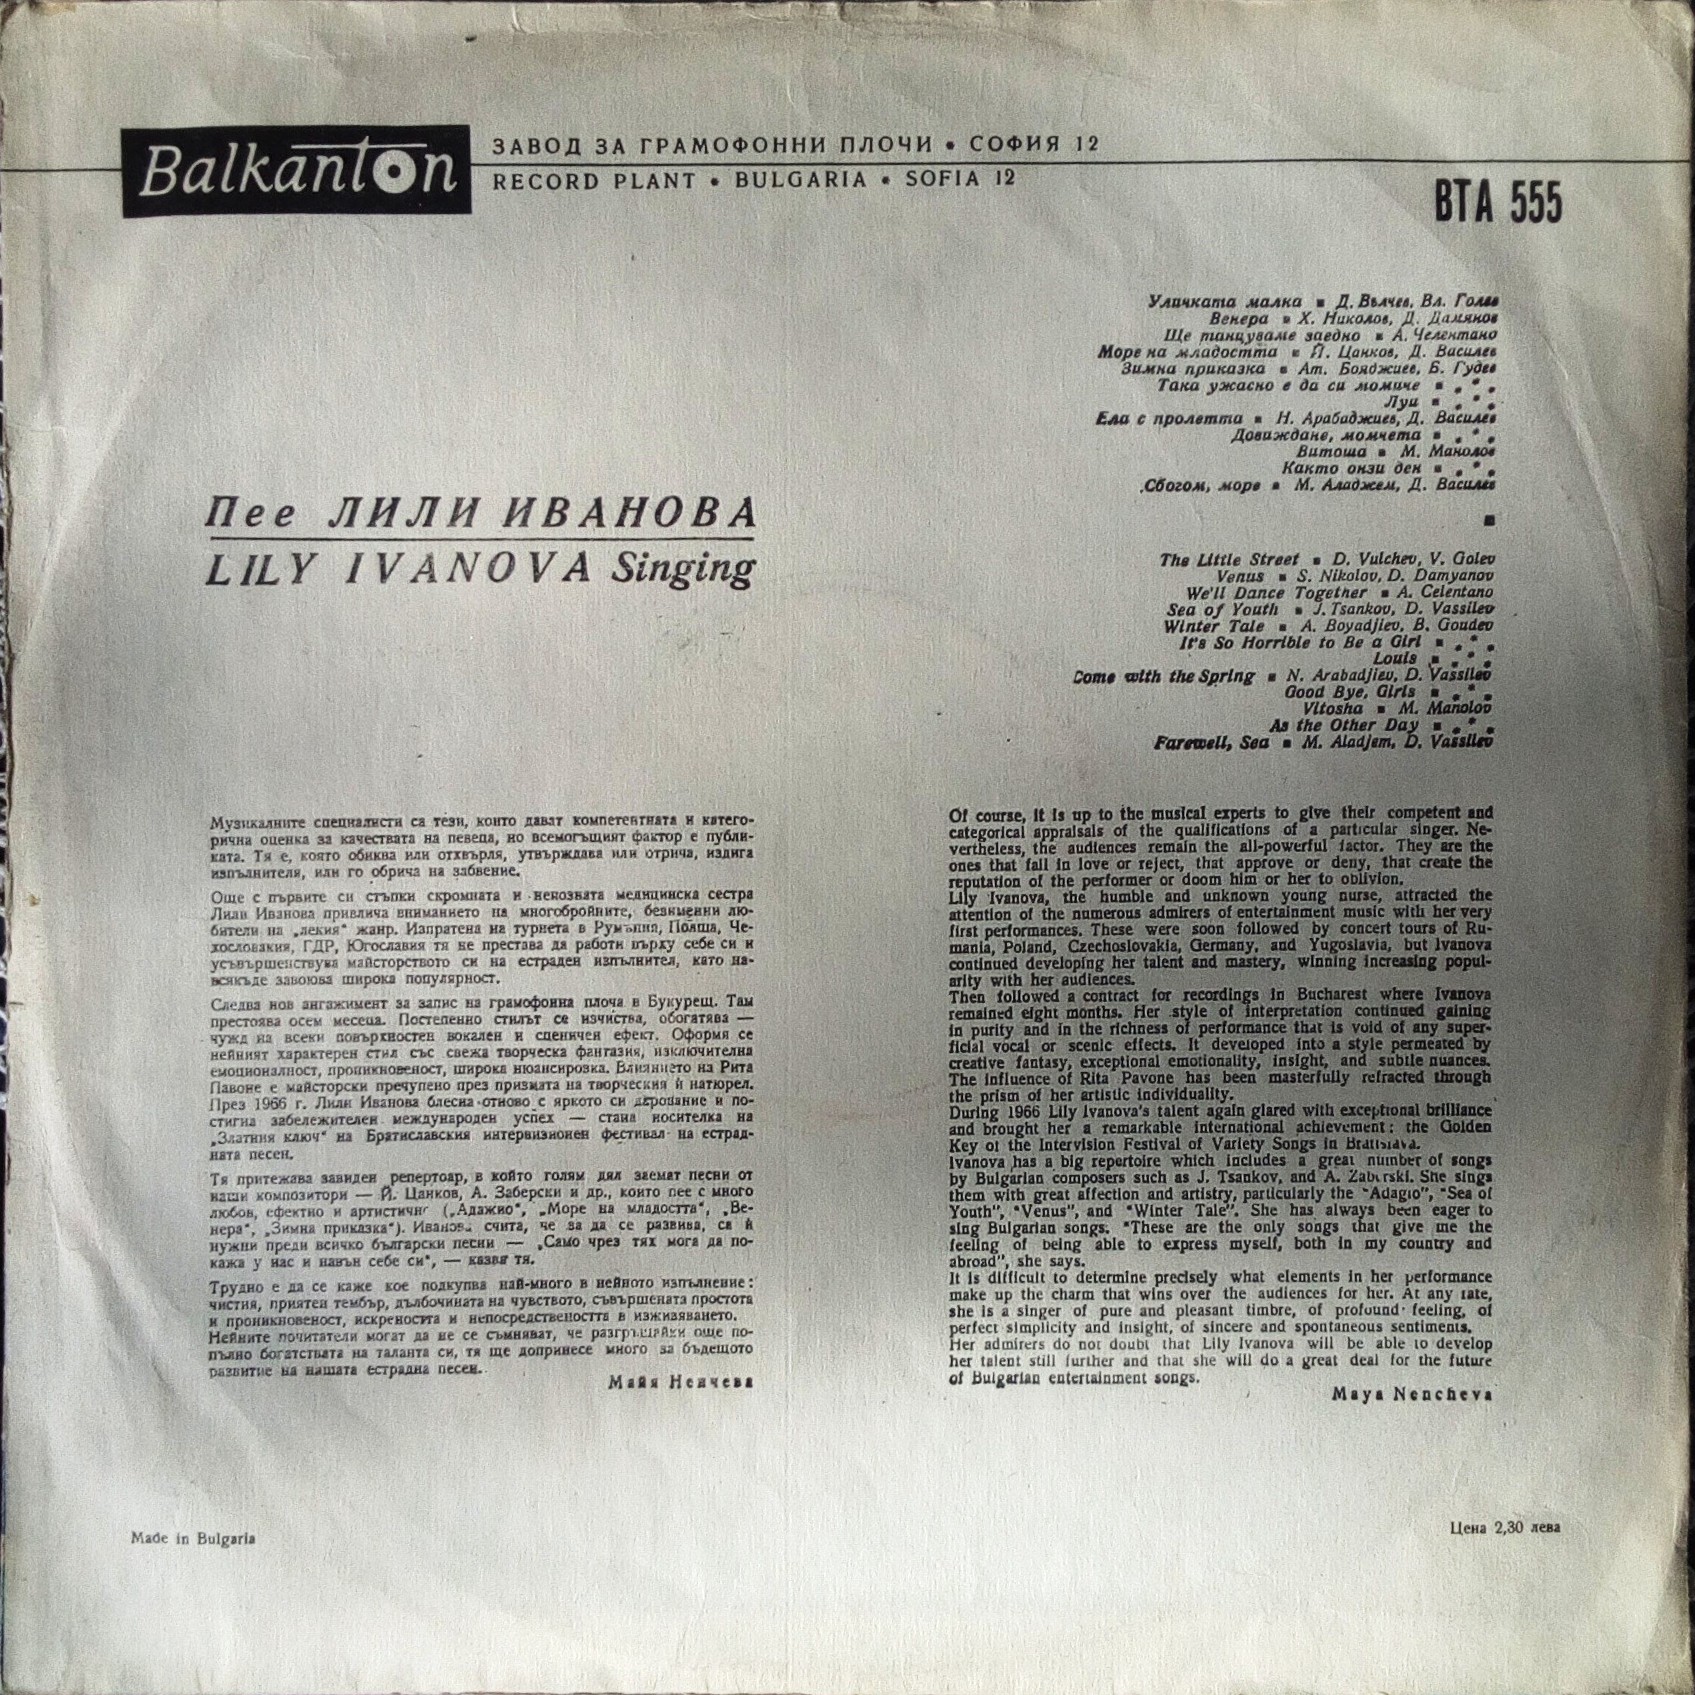 Balkanton
ЗАВОД ЗА ГРАМОФОННИ ПЛОЧИ • СОФИЯ 12
RECORD PLANT • BULGARIA • SOFIA 12
ВТА 555
Уличката малка ▪ Д. Вълчев, Вл. Голев
Венера ▪ Х. Николов, Д. Дамянов
Ще танцуваме заедно ▪ А. Челентано
Море на младостта ▪ Й. Цанков, Д. Василев
Зимна приказка ▪ Ат. Бояджиев, Б. Гудев
Така ужасно е да си момиче ▪ .*.
Луи ▪ .*.
Ела с пролетта ▪ Н. Арабаджиев, Д. Василев
Довиждане, момчета ▪ .*.
Витоша ▪ М. Манолов
Както онзи ден ▪ .*.
Сбогом, море ▪ М. Аладжем, Д. Василев
▪
Пее ЛИЛИ ИВАНОВА
LILY IVANOVA Singing
The Little Street ▪ D. Vulchev, V. Golev
Venus ▪ S. Nikolov, D. Damyanov
We'll Dance Together ▪ A. Celentano
Sea of Youth ▪ J. Tsankov, D. Vassilev
Winter Tale ▪ A. Boyadjiev, B. Goudev
It's So Horrible to Be a Girl ▪ .*.
Louis ▪ .*.
Come with the Spring ▪ N. Arabadjiev, D. Vassilev
Good Bye, Girls ▪ .*.
Vitosha ▪ M. Manolov
As the Other Day ▪ .*.
Farewell, Sea ▪ M. Aladjem, D. Vassilev
Музикалните специалисти са тези, които дават компетентната и катего-
рична оценка за качествата на певеца, но всемогъщият фактор е публи-
ката. Тя е, която обиква или отхвърля, утвърждава или отрича, издига
изпълнителя, или го обрича на забвение.
Още с първите си стъпки скромната и непозната медицинска сестра
Лили Иванова привлича вниманието на многобройните, безименни лю-
бители на „лекия“ жанр. Изпратена на турнета в Румъния, Полша, Че-
хословакия, ГДР, Югославия тя не престава да работи върху себе си и
усъвършенствува майсторството си на естраден изпълнител, като на-
всякъде завоюва широка популярност.
Следва нов ангажимент за запис на грамофонна плоча в Букурещ. Там
престоява осем месеца. Постепенно стилът се изчиства, обогатява —
чужд на всеки повърхностен вокален и сценичен ефект. Оформя се
нейният характерен стил със свежа творческа фантазия, изключителна
емоционалност, проникновеност, широка нюансировка. Влиянието на Рита
Павоне е майсторски пречупено през призмата на творческия ѝ натюрел.
През 1966 г. Лили Иванова блесна отново с яркото си дарование и по-
стигна забележителен международен успех — стана носителка на
„Златния ключ“ на Братиславския интервизионен фестивал на естрад-
ната песен.
Тя притежава завиден репертоар, в който голям дял заемат песни от
наши композитори — Й. Цанков, А. Заберски и др., които пее с много
любов, ефектно и артистично („Адажио“, „Море на младостта“, „Ве-
нера“, „Зимна приказка“). Иванова счита, че за да се развива, са ѝ
нужни преди всичко български песни — „Само чрез тях мога да по-
кажа у нас и навън себе си“, — казва тя.
Трудно е да се каже кое подкупва най-много в нейното изпълнение:
чистия, приятен тембър, дълбочината на чувството, съвършената простота
и проникновеност, искреността и непосредствеността в изживяването.
Нейните почитатели могат да не се съмняват, че разгръщайки още по-
пълно богатствата на таланта си, тя ще допринесе много за бъдещото
развитие на нашата естрадна песен.
Майя Ненчева
Of course, it is up to the musical experts to give their competent and
categorical appraisals of the qualifications of a particular singer. Ne-
vertheless, the audiences remain the all-powerful factor. They are the
ones that fall in love or reject, that approve or deny, that create the
reputation of the performer or doom him or her to oblivion.
Lily Ivanova, the humble and unknown young nurse, attracted the
attention of the numerous admirers of entertainment music with her very
first performances. These were soon followed by concert tours of Ru-
mania, Poland, Czechoslovakia, Germany, and Yugoslavia, but Ivanova
continued developing her talent and mastery, winning increasing popul-
arity with her audiences.
Then followed a contract for recordings in Bucharest where Ivanova
remained eight months. Her style of interpretation continued gaining
in purity and in the richness of performance that is void of any super-
ficial vocal or scenic effects. It developed into a style permeated by
creative fantasy, exceptional emotionality, insight, and subtle nuances.
The influence of Rita Pavone has been masterfully refracted through
the prism of her artistic individuality.
During 1966 Lily Ivanova's talent again glared with exceptional brilliance
and brought her a remarkable international achievement: the Golden
Key of the Intervision Festival of Variety Songs in Bratislava.
Ivanova has a big repertoire which includes a great number of songs
by Bulgarian composers such as J. Tsankov, and A. Zaberski. She sings
them with great affection and artistry, particularly the "Adagio", "Sea of
Youth", "Venus", and "Winter Tale". She has always been eager to
sing Bulgarian songs. "These are the only songs that give me the
feeling of being able to express myself, both in my country and
abroad", she says.
It is difficult to determine precisely what elements in her performance
make up the charm that wins over the audiences for her. At any rate,
she is a singer of pure and pleasant timbre, of profound feeling, of
perfect simplicity and insight, of sincere and spontaneous sentiments.
Her admirers do not doubt that Lily Ivanova will be able to develop
her talent still further and that she will do a great deal for the future
of Bulgarian entertainment songs.
Maya Nencheva
Made in Bulgaria
Цена 2,30 лева